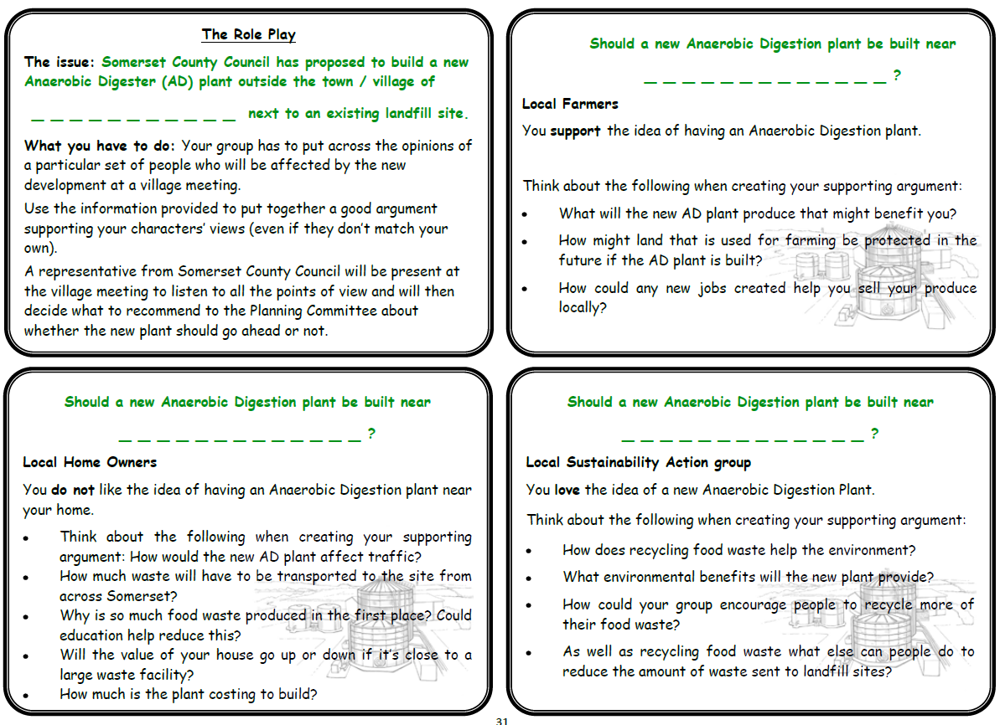 The Role Play
The issue: Somerset County Council has proposed to build a new
Anaerobic Digester (AD) plant outside the town / village of
_ _ _ _ _ _ _ _ _ _ _ next to an existing landfill site.
What you have to do: Your group has to put across the opinions of
a particular set of people who will be affected by the new
development at a village meeting.
Use the information provided to put together a good argument
supporting your characters' views (even if they don't match your
own).
A representative from Somerset County Council will be present at
the village meeting to listen to all the points of view and will then
decide what to recommend to the Planning Committee about
whether the new plant should go ahead or not.
Should a new Anaerobic Digestion plant be built near
_ _ _ _ _ _ _ _ _ _ _ _ _ ?
Local Farmers
You support the idea of having an Anaerobic Digestion plant.
Think about the following when creating your supporting argument:
• What will the new AD plant produce that might benefit you?
• How might land that is used for farming be protected in the
future if the AD plant is built?
• How could any new jobs created help you sell your produce
locally?
Should a new Anaerobic Digestion plant be built near
_ _ _ _ _ _ _ _ _ _ _ _ _ ?
Local Home Owners
You do not like the idea of having an Anaerobic Digestion plant near
your home.
• Think about the following when creating your supporting
argument: How would the new AD plant affect traffic?
• How much waste will have to be transported to the site from
across Somerset?
• Why is so much food waste produced in the first place? Could
education help reduce this?
• Will the value of your house go up or down if it's close to a
large waste facility?
• How much is the plant costing to build?
Should a new Anaerobic Digestion plant be built near
_ _ _ _ _ _ _ _ _ _ _ _ _ ?
Local Sustainability Action group
You love the idea of a new Anaerobic Digestion Plant.
Think about the following when creating your supporting argument:
• How does recycling food waste help the environment?
• What environmental benefits will the new plant provide?
• How could your group encourage people to recycle more of
their food waste?
• As well as recycling food waste what else can people do to
reduce the amount of waste sent to landfill sites?
31